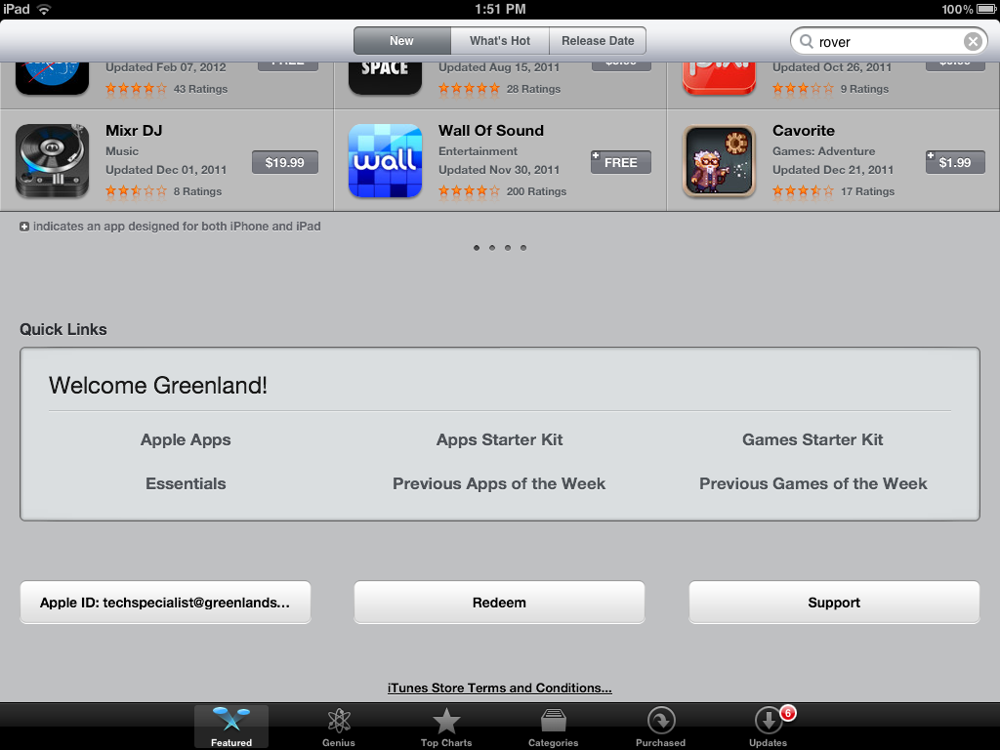 iPad 1:51 PM 100%
New What's Hot Release Date rover
Updated Feb 07, 2012 FREE SPACE Updated Aug 15, 2011 Updated Oct 26, 2011
43 Ratings 28 Ratings 9 Ratings
Mixr DJ Wall Of Sound Cavorite
Music Entertainment Games: Adventure
$19.99 wall FREE $1.99
Updated Dec 01, 2011 Updated Nov 30, 2011 Updated Dec 21, 2011
8 Ratings 200 Ratings 17 Ratings
indicates an app designed for both iPhone and iPad
Quick Links
Welcome Greenland!
Apple Apps Apps Starter Kit Games Starter Kit
Essentials Previous Apps of the Week Previous Games of the Week
Apple ID: techspecialist@greenlands... Redeem Support
iTunes Store Terms and Conditions...
6
Featured Genius Top Charts Categories Purchased Updates